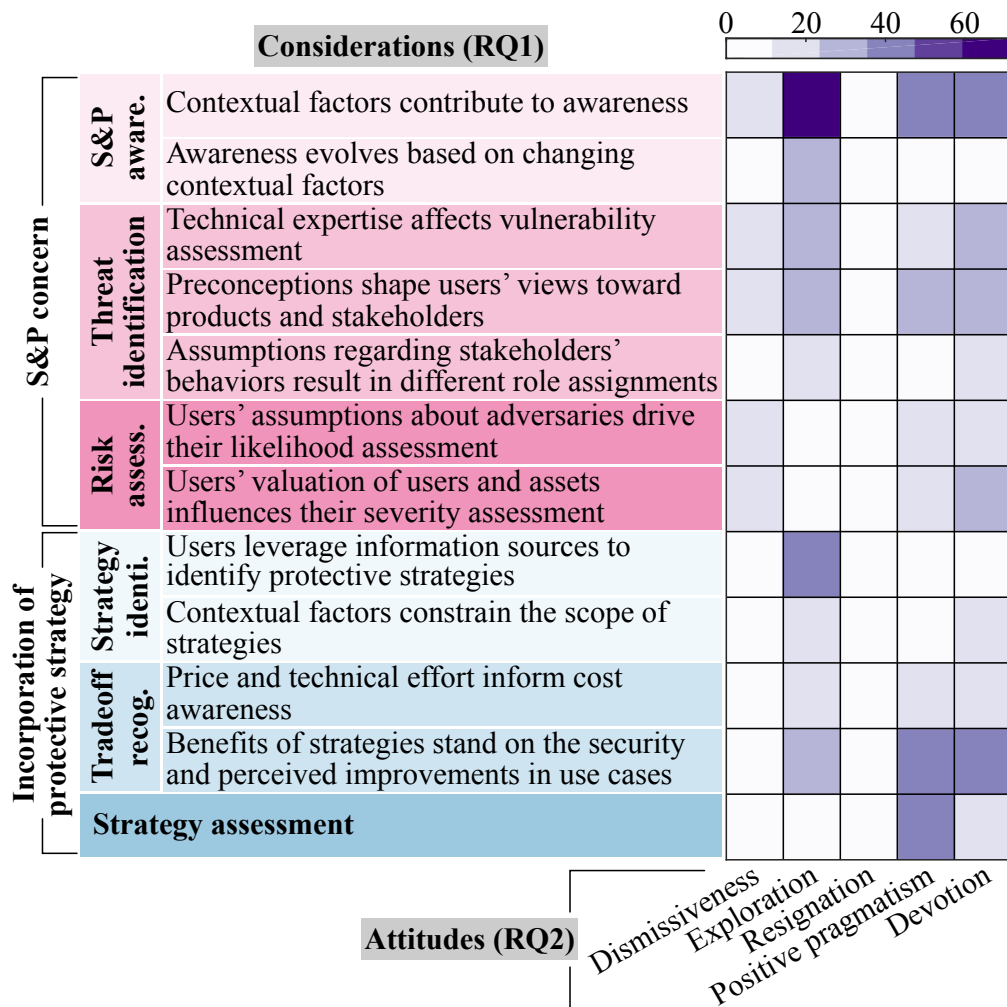 Considerations (RQ1)
0 20 40 60
S&P concern
S&P
aware.
Contextual factors contribute to awareness
Awareness evolves based on changing
contextual factors
Threat
identification
Technical expertise affects vulnerability
assessment
Preconceptions shape users’ views toward
products and stakeholders
Assumptions regarding stakeholders’
behaviors result in different role assignments
Risk
assess.
Users’ assumptions about adversaries drive
their likelihood assessment
Users’ valuation of users and assets
influences their severity assessment
Incorporation of
protective strategy
Strategy
identi.
Users leverage information sources to
identify protective strategies
Contextual factors constrain the scope of
strategies
Tradeoff
recog.
Price and technical effort inform cost
awareness
Benefits of strategies stand on the security
and perceived improvements in use cases
Strategy assessment
Attitudes (RQ2)
Dismissiveness
Exploration
Resignation
Positive pragmatism
Devotion